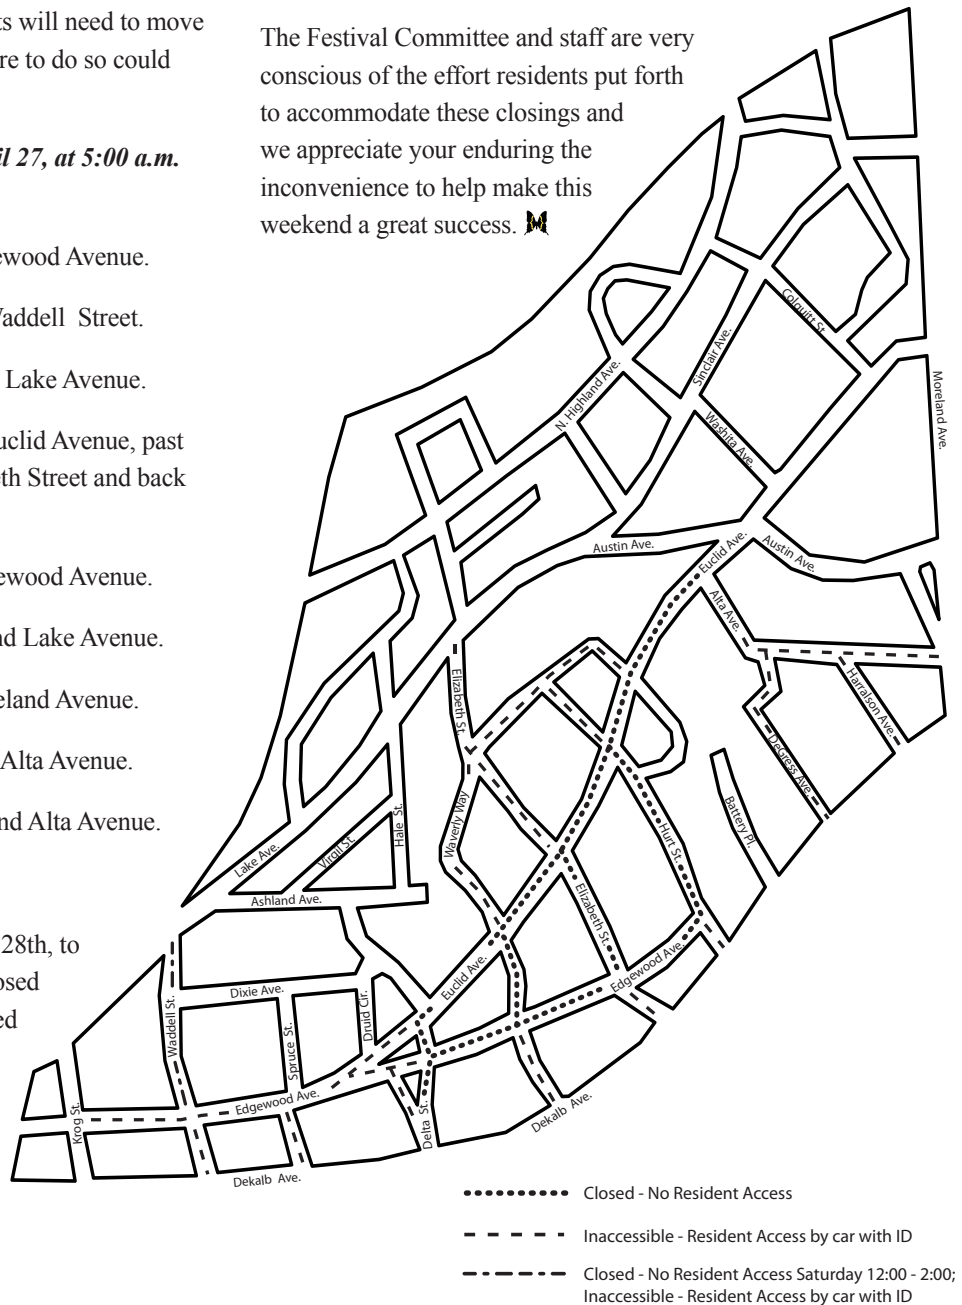 ts will need to move
re to do so could
il 27, at 5:00 a.m.
ewood Avenue.
Waddell Street.
Lake Avenue.
uclid Avenue, past
eth Street and back
ewood Avenue.
nd Lake Avenue.
eland Avenue.
Alta Avenue.
nd Alta Avenue.
28th, to
osed
ed
The Festival Committee and staff are very
conscious of the effort residents put forth
to accommodate these closings and
we appreciate your enduring the
inconvenience to help make this
weekend a great success.
Colquitt St.
Sinclair Ave.
N. Highland Ave.
Moreland Ave.
Washita Ave.
Austin Ave.
Euclid Ave.
Austin Ave.
Alta Ave.
Elizabeth St.
Harralson Ave.
DeGress Ave.
Battery Pl.
Waverly Way
Hurt St.
Hale St.
Virgil St.
Lake Ave.
Ashland Ave.
Elizabeth St.
Edgewood Ave.
Euclid Ave.
Dixie Ave.
Druid Cir.
Waddell St.
Spruce St.
Edgewood Ave.
Krog St.
Delta St.
Dekalb Ave.
Dekalb Ave.
Closed - No Resident Access
Inaccessible - Resident Access by car with ID
Closed - No Resident Access Saturday 12:00 - 2:00;
Inaccessible - Resident Access by car with ID